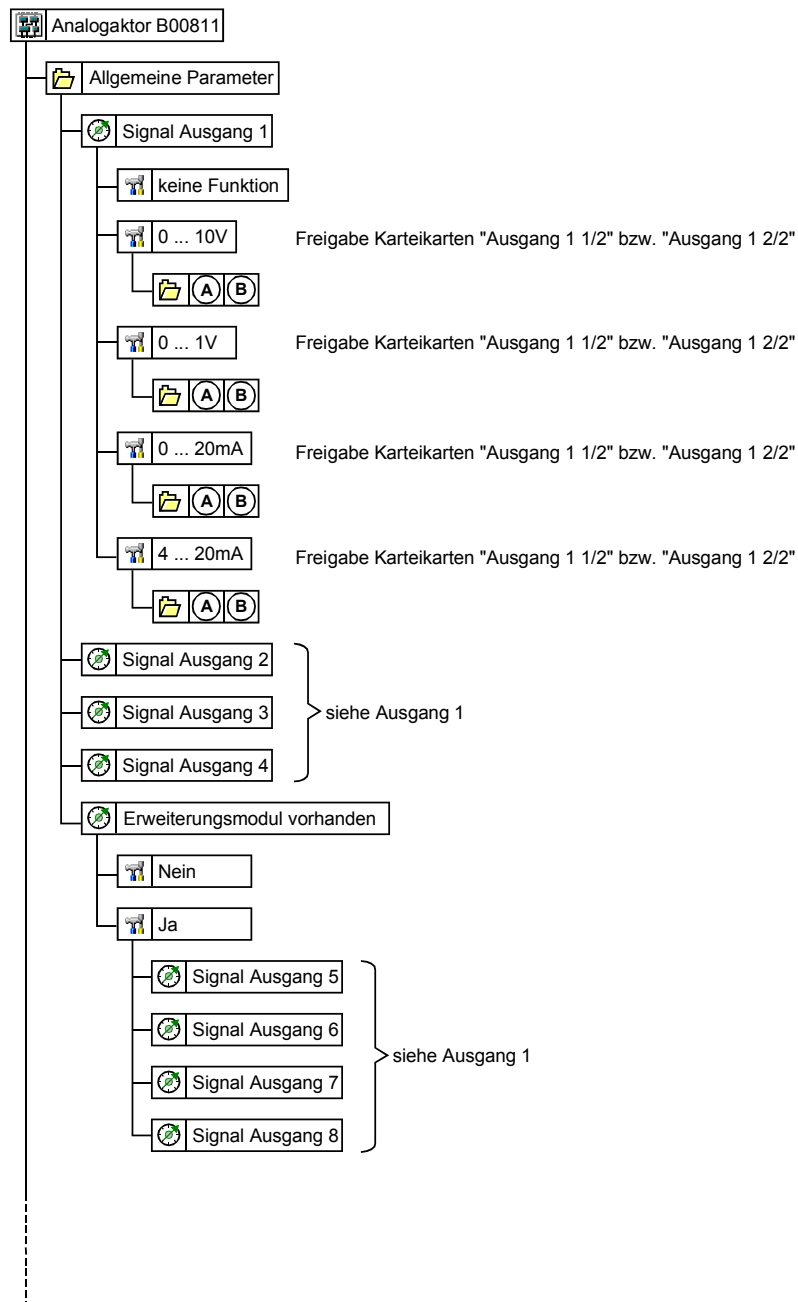 Analogaktor B00811
Allgemeine Parameter
Signal Ausgang 1
keine Funktion
0 ... 10V Freigabe Karteikarten "Ausgang 1 1/2" bzw. "Ausgang 1 2/2"
A B
0 ... 1V Freigabe Karteikarten "Ausgang 1 1/2" bzw. "Ausgang 1 2/2"
A B
0 ... 20mA Freigabe Karteikarten "Ausgang 1 1/2" bzw. "Ausgang 1 2/2"
A B
4 ... 20mA Freigabe Karteikarten "Ausgang 1 1/2" bzw. "Ausgang 1 2/2"
A B
Signal Ausgang 2
Signal Ausgang 3 siehe Ausgang 1
Signal Ausgang 4
Erweiterungsmodul vorhanden
Nein
Ja
Signal Ausgang 5
Signal Ausgang 6
siehe Ausgang 1
Signal Ausgang 7
Signal Ausgang 8